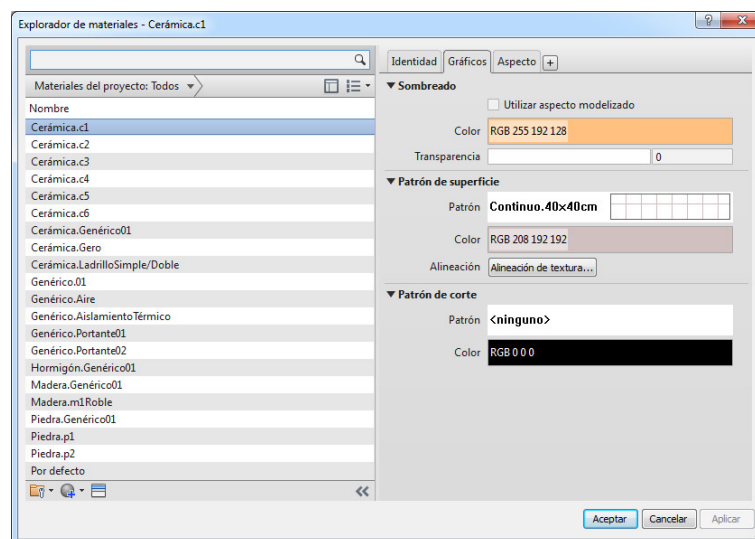 Explorador de materiales - Cerámica.c1
Materiales del proyecto: Todos
Nombre
Cerámica.c1
Cerámica.c2
Cerámica.c3
Cerámica.c4
Cerámica.c5
Cerámica.c6
Cerámica.Genérico01
Cerámica.Gero
Cerámica.LadrilloSimple/Doble
Genérico.01
Genérico.Aire
Genérico.AislamientoTérmico
Genérico.Portante01
Genérico.Portante02
Hormigón.Genérico01
Madera.Genérico01
Madera.m1Roble
Piedra.Genérico01
Piedra.p1
Piedra.p2
Por defecto
Identidad Gráficos Aspecto
Sombreado
Utilizar aspecto modelizado
Color RGB 255 192 128
Transparencia 0
Patrón de superficie
Patrón Continuo.40x40cm
Color RGB 208 192 192
Alineación Alineación de textura...
Patrón de corte
Patrón <ninguno>
Color RGB 0 0 0
Aceptar Cancelar Aplicar